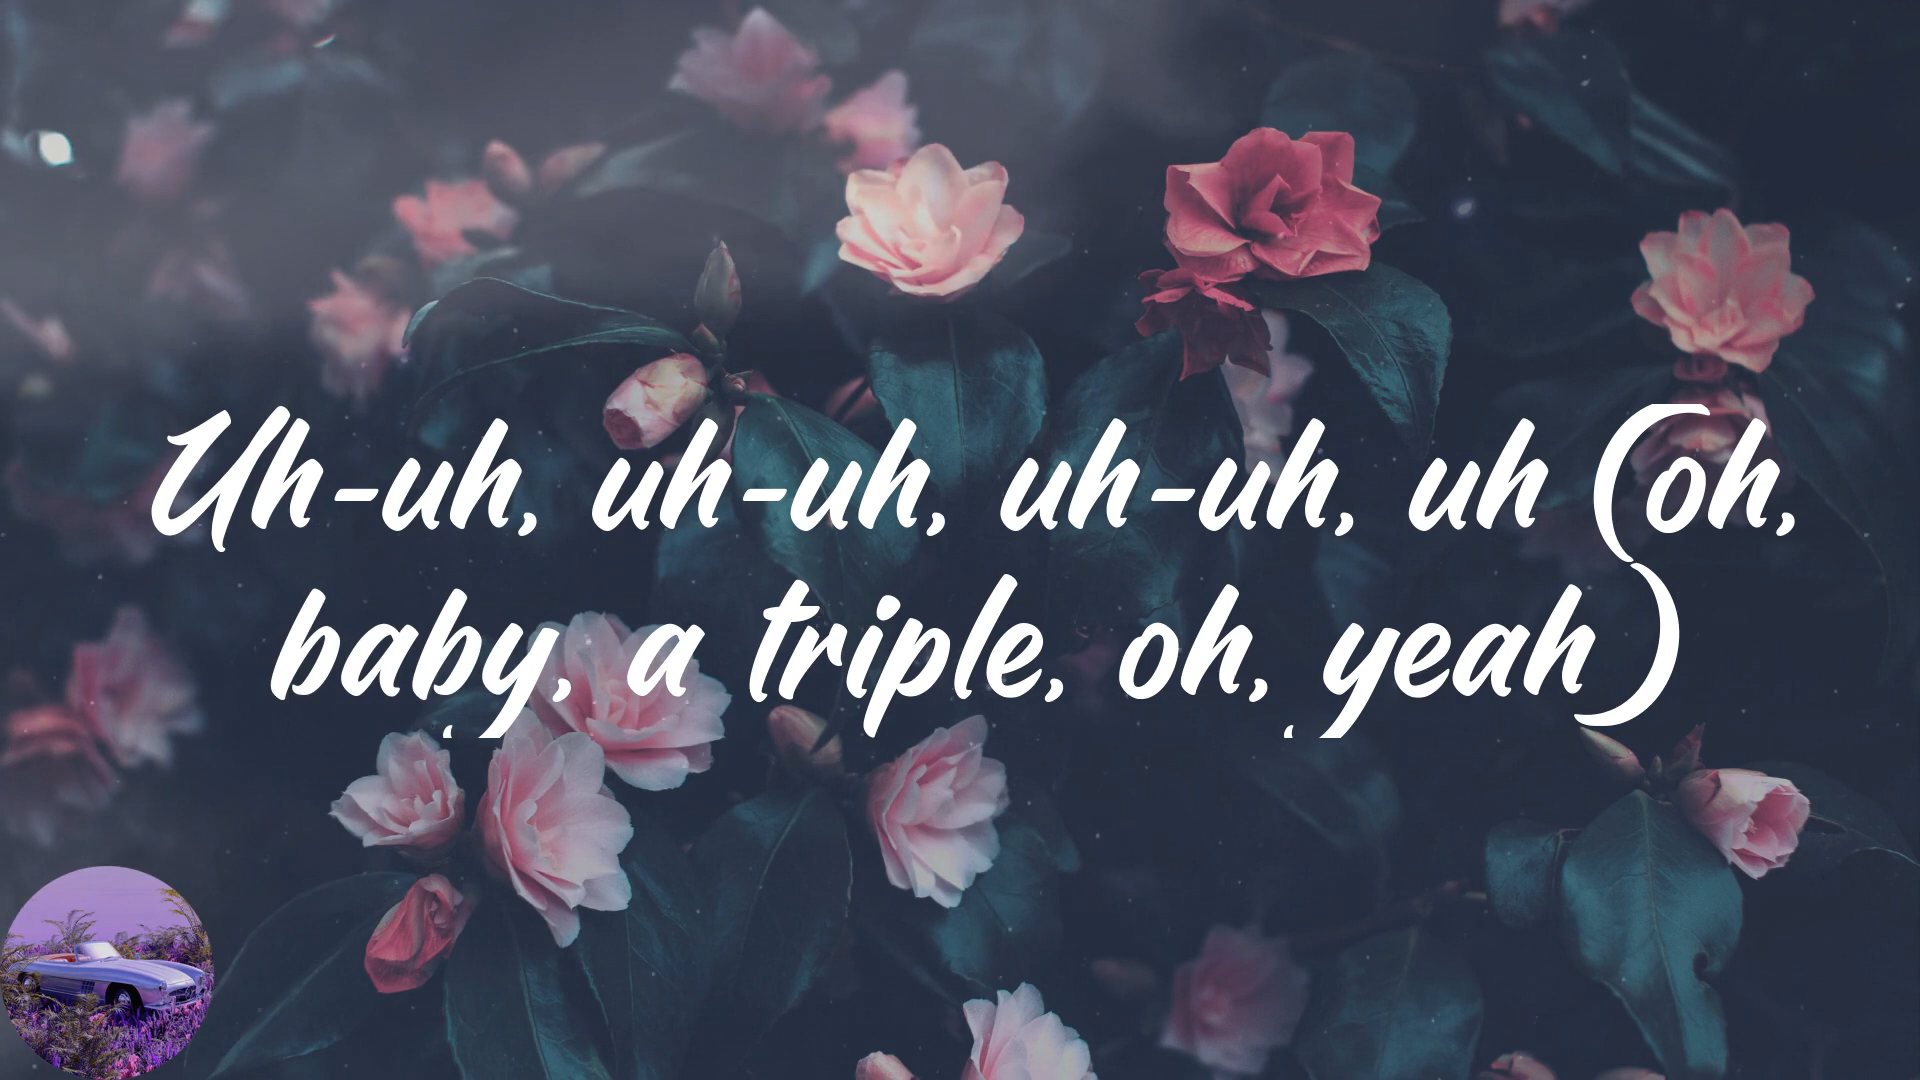 Uh-uh, uh-uh, uh-uh, uh (oh,
baby, a triple, oh, yeah)